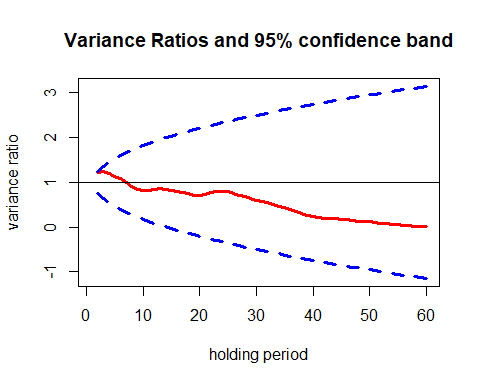 Variance Ratios and 95% confidence band
variance ratio
3
2
1
0
-1
0 10 20 30 40 50 60
holding period